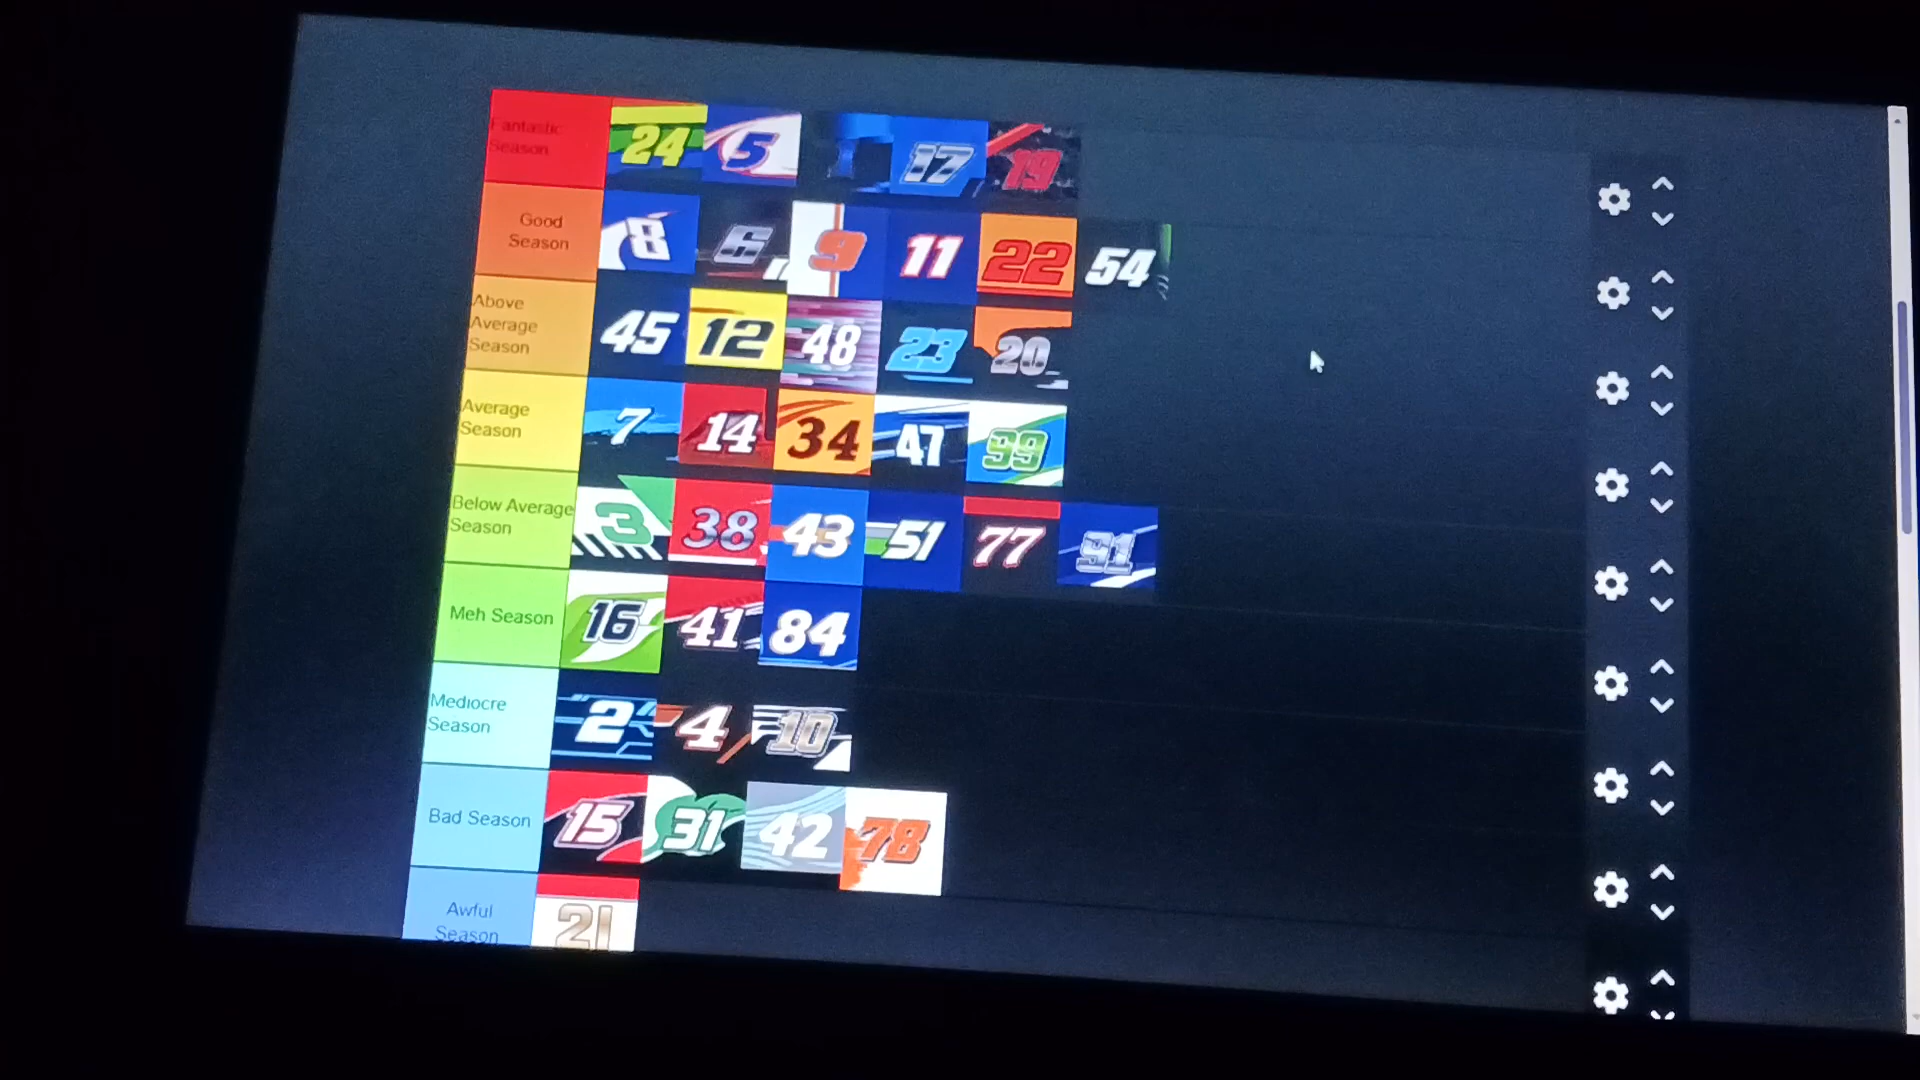 Fantastic
Season
24 5 1 17 19
Good
Season
8 6 9 11 22 54
Above
Average
Season
45 12 48 23 20
Average
Season
7 14 34 47 99
Below Average
Season
3 38 43 51 77 91
Meh Season
16 41 84
Mediocre
Season
2 4 10
Bad Season
15 31 42 78
Awful
Season
21